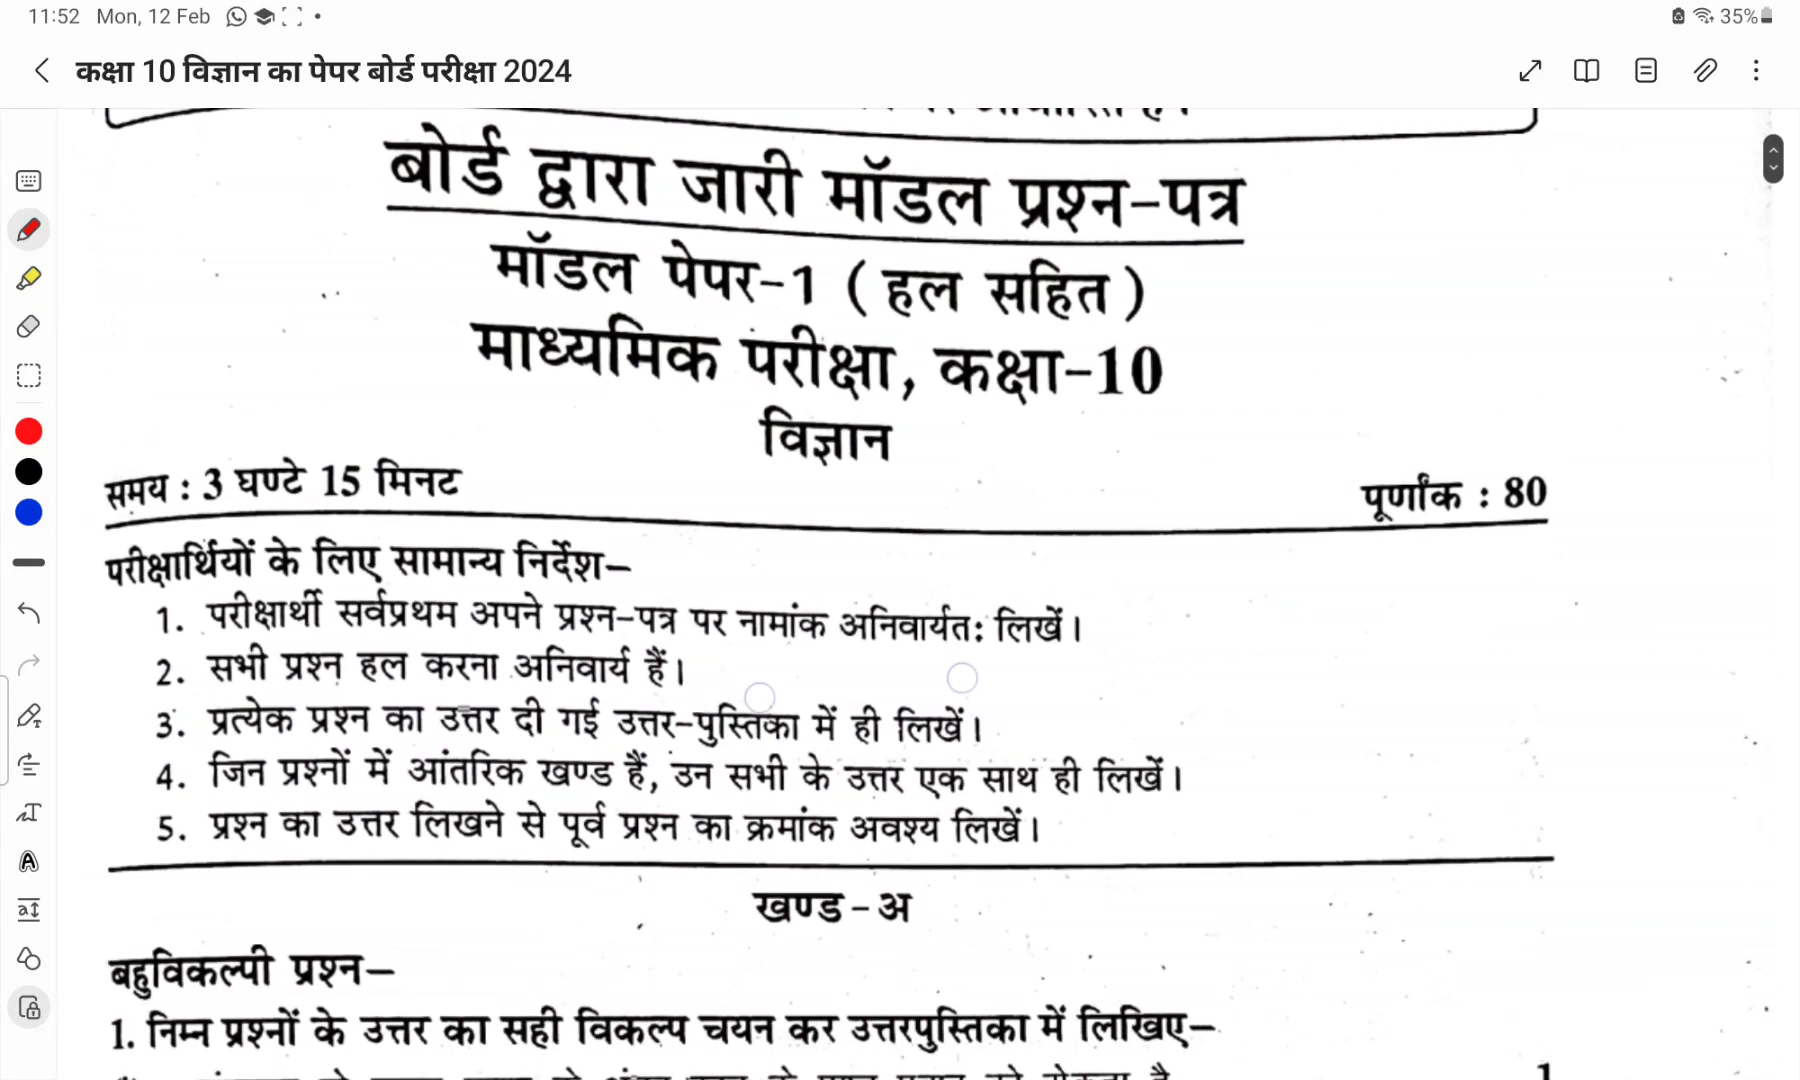 11:52 Mon, 12 Feb 35%
कक्षा 10 विज्ञान का पेपर बोर्ड परीक्षा 2024
बोर्ड द्वारा जारी मॉडल प्रश्न-पत्र
मॉडल पेपर-1 ( हल सहित )
माध्यमिक परीक्षा, कक्षा-10
विज्ञान
समय : 3 घण्टे 15 मिनट पूर्णांक : 80
परीक्षार्थियों के लिए सामान्य निर्देश–
1. परीक्षार्थी सर्वप्रथम अपने प्रश्न-पत्र पर नामांक अनिवार्यत: लिखें।
2. सभी प्रश्न हल करना अनिवार्य हैं।
3. प्रत्येक प्रश्न का उत्तर दी गई उत्तर-पुस्तिका में ही लिखें।
4. जिन प्रश्नों में आंतरिक खण्ड हैं, उन सभी के उत्तर एक साथ ही लिखें।
5. प्रश्न का उत्तर लिखने से पूर्व प्रश्न का क्रमांक अवश्य लिखें।
खण्ड - अ
बहुविकल्पी प्रश्न–
1. निम्न प्रश्नों के उत्तर का सही विकल्प चयन कर उत्तरपुस्तिका में लिखिए–